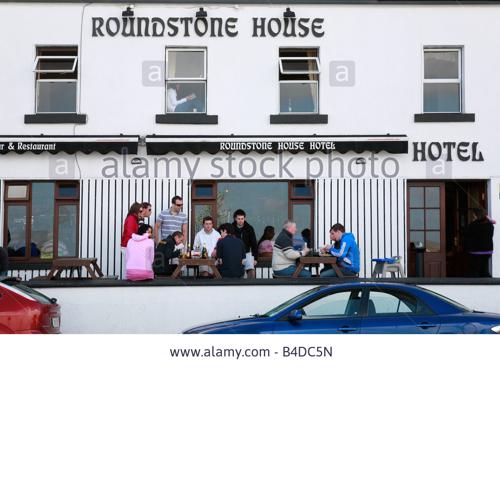 ROUNDSTONE HOUSE
a a
r & Restaurant ROUNDSTONE HOUSE HOTEL HOTEL
a alamy stock photo a
www.alamy.com - B4DC5N